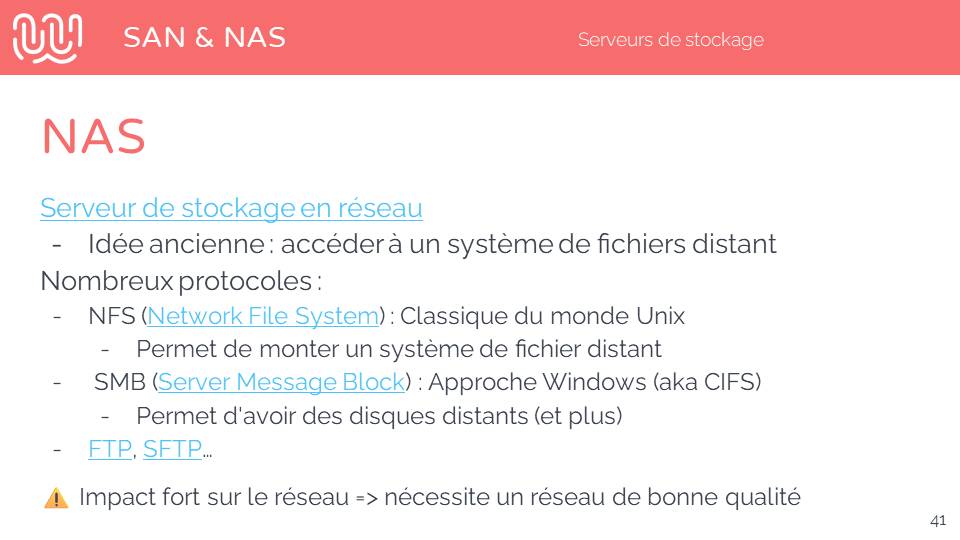 SAN & NAS
Serveurs de stockage
NAS
Serveur de stockage en réseau
- Idée ancienne : accéder à un système de fichiers distant
Nombreux protocoles :
- NFS (Network File System) : Classique du monde Unix
- Permet de monter un système de fichier distant
- SMB (Server Message Block) : Approche Windows (aka CIFS)
- Permet d'avoir des disques distants (et plus)
- FTP, SFTP…
⚠️ Impact fort sur le réseau => nécessite un réseau de bonne qualité
41